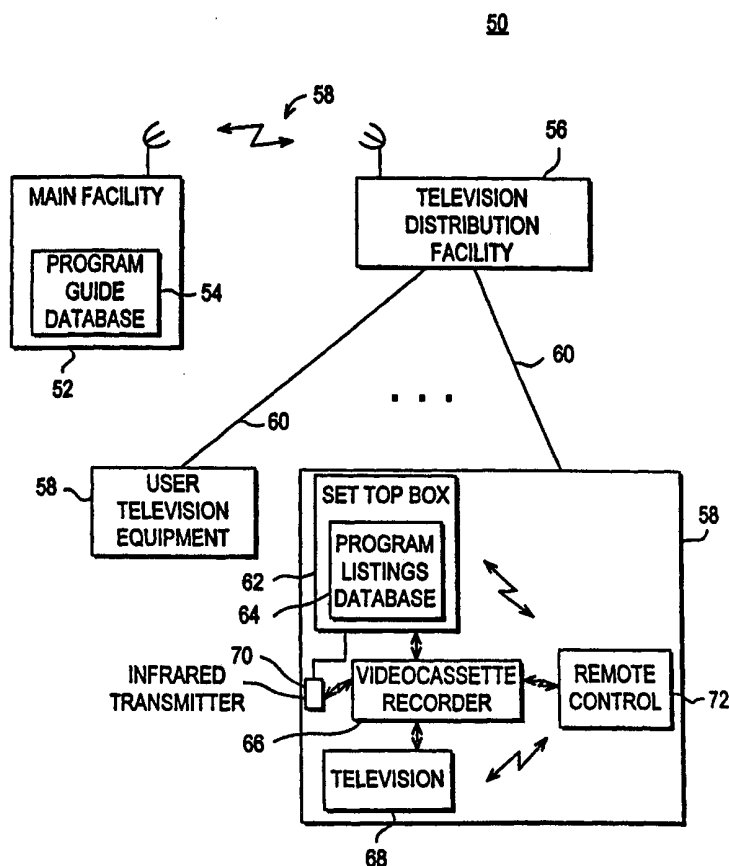 50
58
56
MAIN FACILITY
PROGRAM
GUIDE
DATABASE
54
52
TELEVISION
DISTRIBUTION
FACILITY
60
60
. . .
58
USER
TELEVISION
EQUIPMENT
SET TOP BOX
PROGRAM
LISTINGS
DATABASE
62
64
58
70
INFRARED
TRANSMITTER
VIDEOCASSETTE
RECORDER
66
REMOTE
CONTROL
72
TELEVISION
68